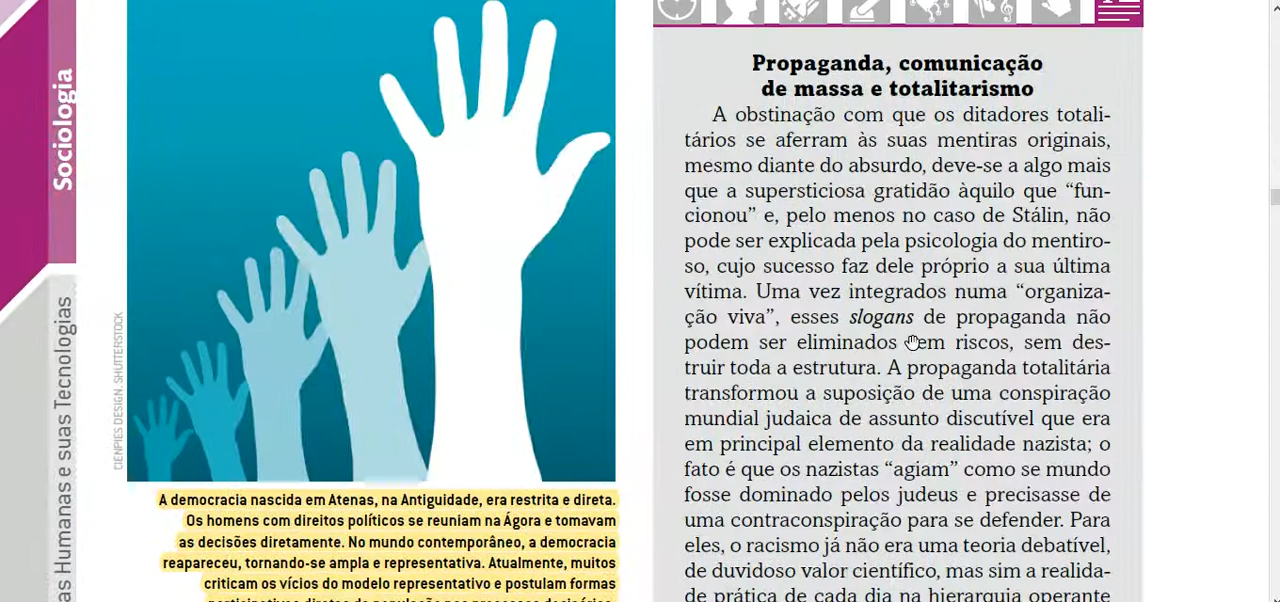 Sociologia
as Humanas e suas Tecnologias
CIENPIES DESIGN. SHUTTERSTOCK
A democracia nascida em Atenas, na Antiguidade, era restrita e direta.
Os homens com direitos políticos se reuniam na Ágora e tomavam
as decisões diretamente. No mundo contemporâneo, a democracia
reapareceu, tornando-se ampla e representativa. Atualmente, muitos
criticam os vícios do modelo representativo e postulam formas
Propaganda, comunicação
de massa e totalitarismo
A obstinação com que os ditadores totali-
tários se aferram às suas mentiras originais,
mesmo diante do absurdo, deve-se a algo mais
que a supersticiosa gratidão àquilo que “fun-
cionou” e, pelo menos no caso de Stálin, não
pode ser explicada pela psicologia do mentiro-
so, cujo sucesso faz dele próprio a sua última
vítima. Uma vez integrados numa “organiza-
ção viva”, esses slogans de propaganda não
podem ser eliminados sem riscos, sem des-
truir toda a estrutura. A propaganda totalitária
transformou a suposição de uma conspiração
mundial judaica de assunto discutível que era
em principal elemento da realidade nazista; o
fato é que os nazistas “agiam” como se mundo
fosse dominado pelos judeus e precisasse de
uma contraconspiração para se defender. Para
eles, o racismo já não era uma teoria debatível,
de duvidoso valor científico, mas sim a realida-
de prática de cada dia na hierarquia operante